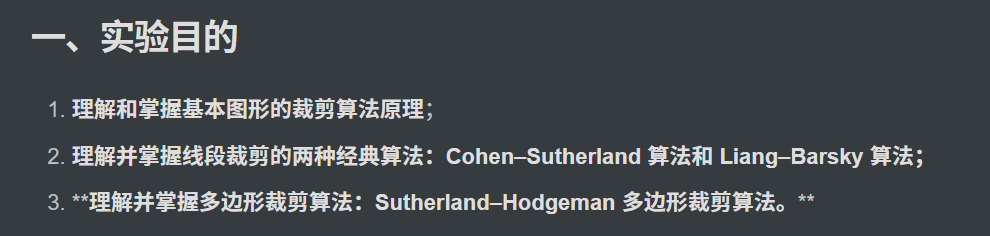 一、实验目的
1. 理解和掌握基本图形的裁剪算法原理；
2. 理解并掌握线段裁剪的两种经典算法：Cohen–Sutherland 算法和 Liang–Barsky 算法；
3. **理解并掌握多边形裁剪算法：Sutherland–Hodgeman 多边形裁剪算法。**